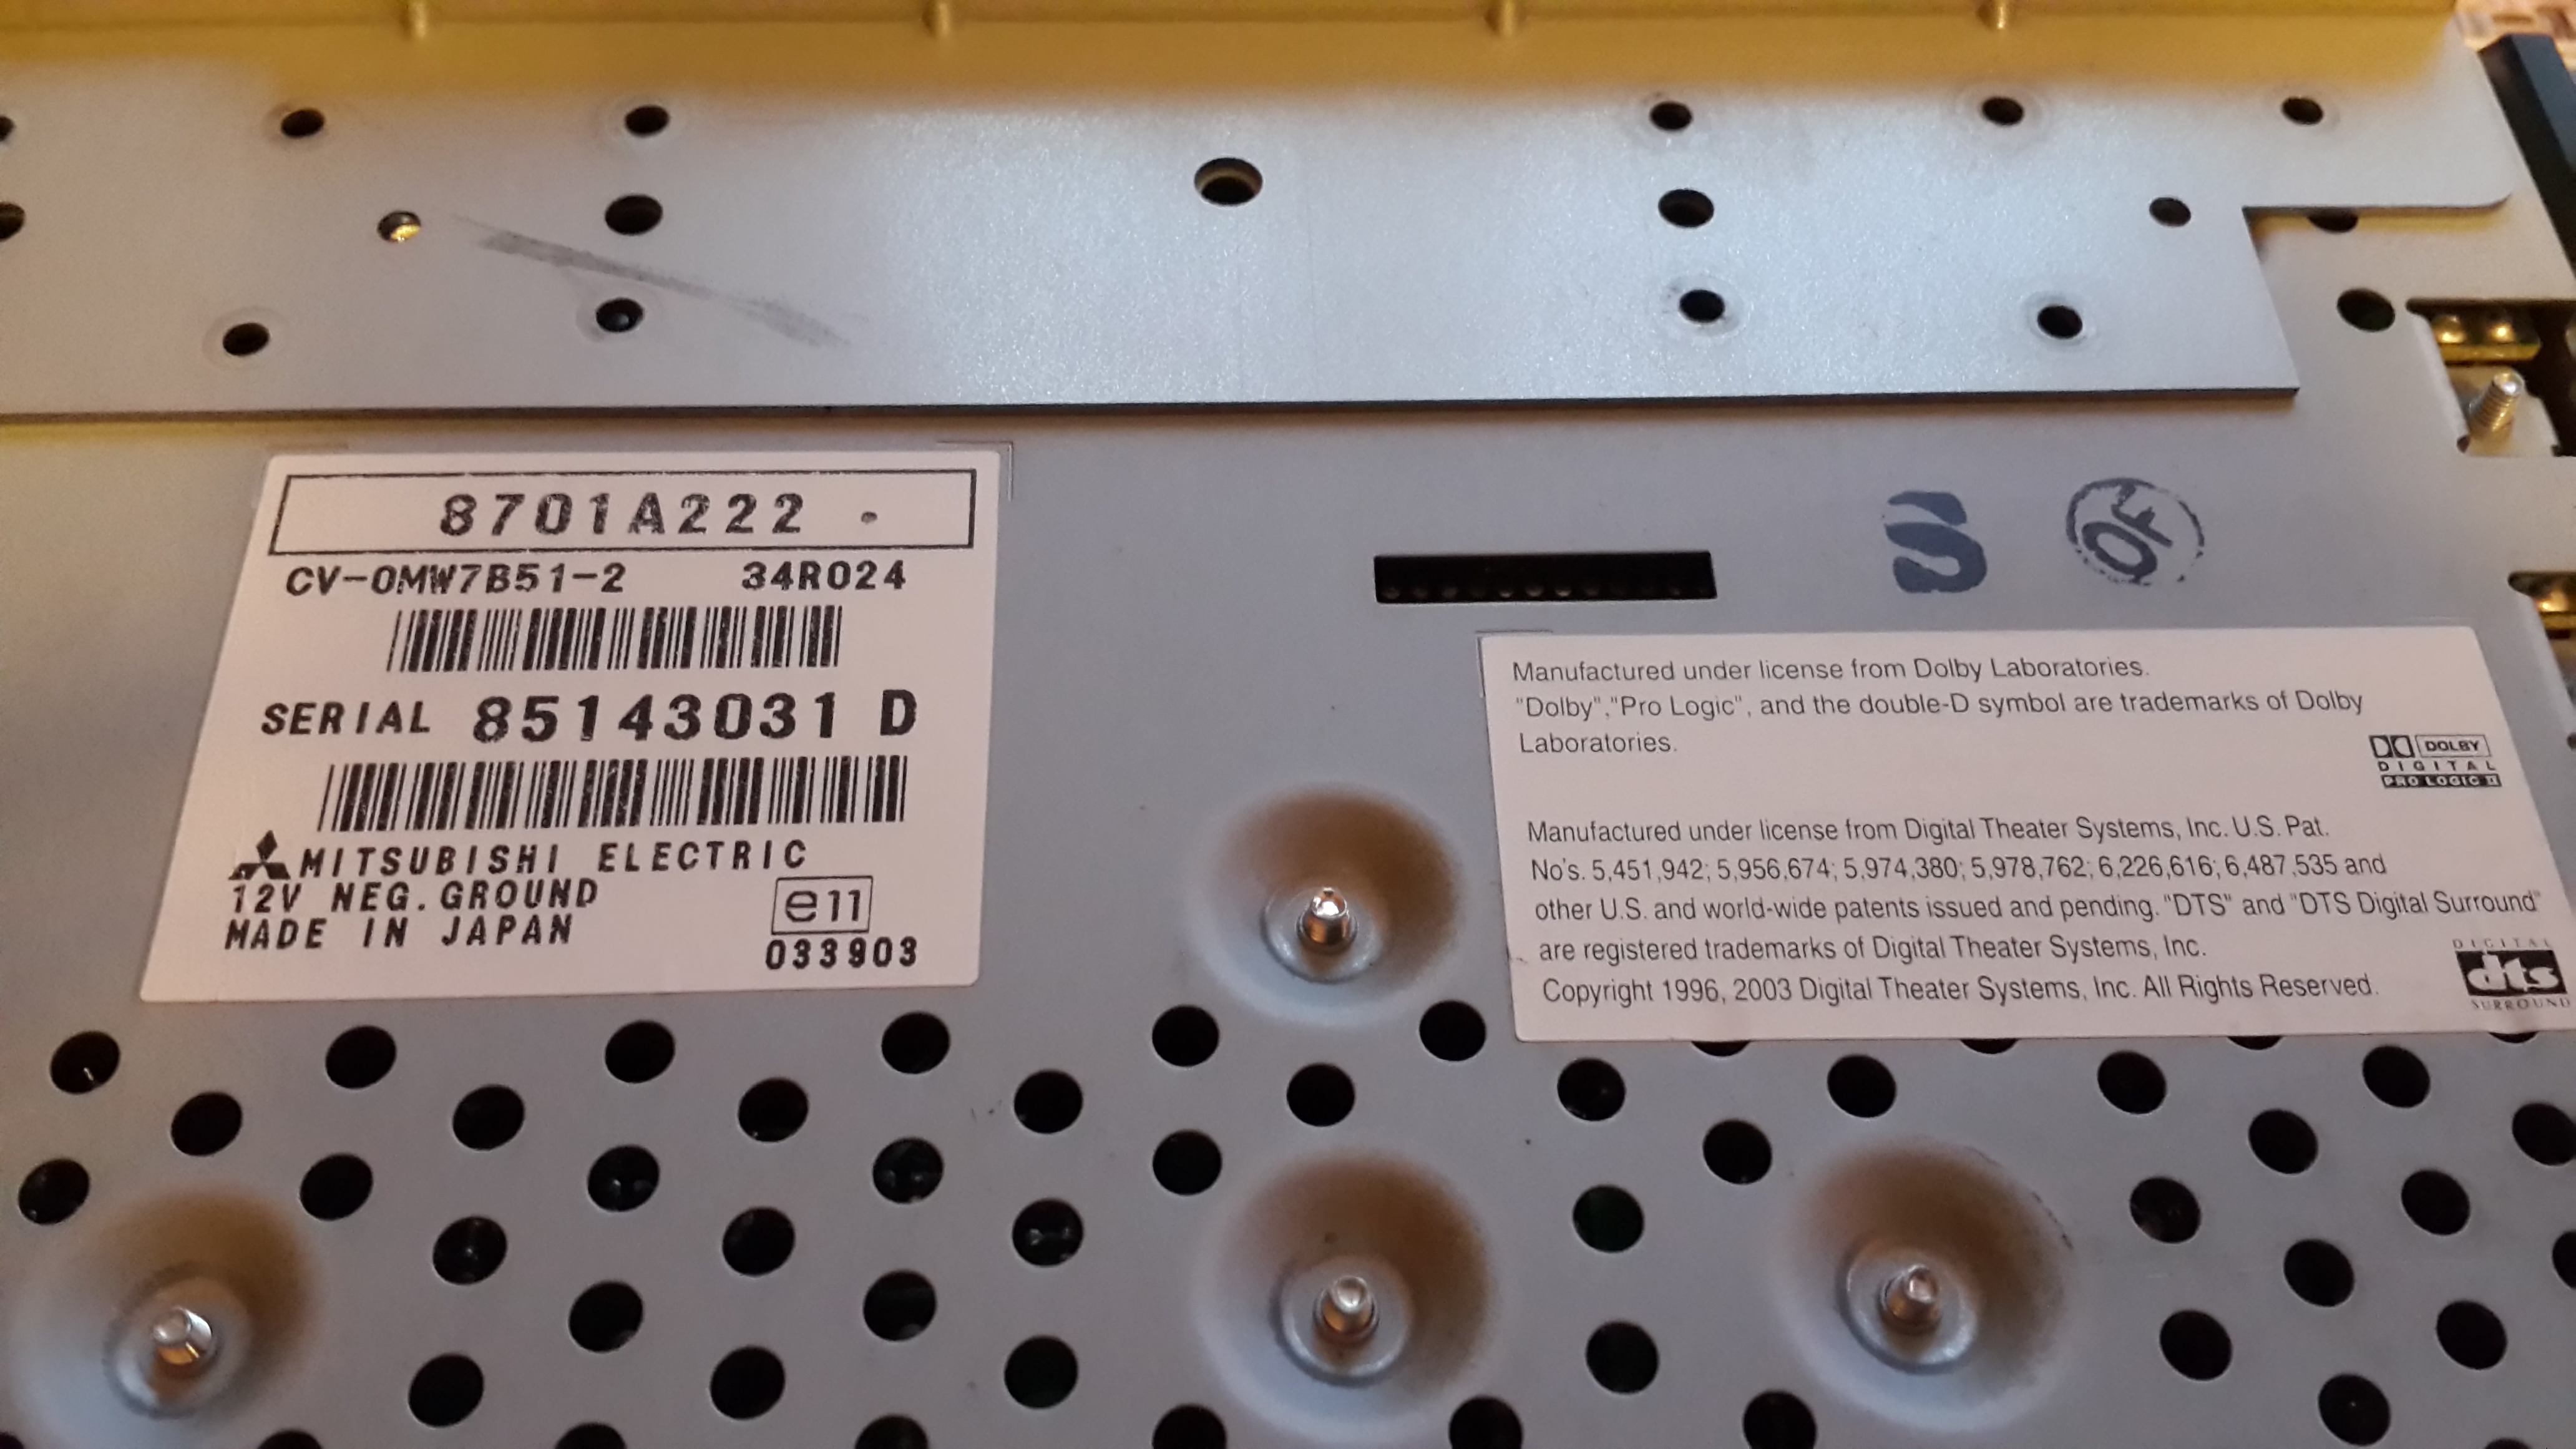 8701A222 -
CV-0MW7B51-2 34R024
SERIAL 85143031 D
MITSUBISHI ELECTRIC
12V NEG.GROUND
MADE IN JAPAN
e11
033903
S OF
Manufactured under license from Dolby Laboratories.
"Dolby","Pro Logic", and the double-D symbol are trademarks of Dolby
Laboratories.
DOLBY
DIGITAL
PRO LOGIC II
Manufactured under license from Digital Theater Systems, Inc. U.S. Pat.
No's. 5,451,942; 5,956,674; 5,974,380; 5,978,762; 6,226,616; 6,487,535 and
other U.S. and world-wide patents issued and pending. "DTS" and "DTS Digital Surround"
are registered trademarks of Digital Theater Systems, Inc.
Copyright 1996, 2003 Digital Theater Systems, Inc. All Rights Reserved.
DIGITAL
dts
SURROUND